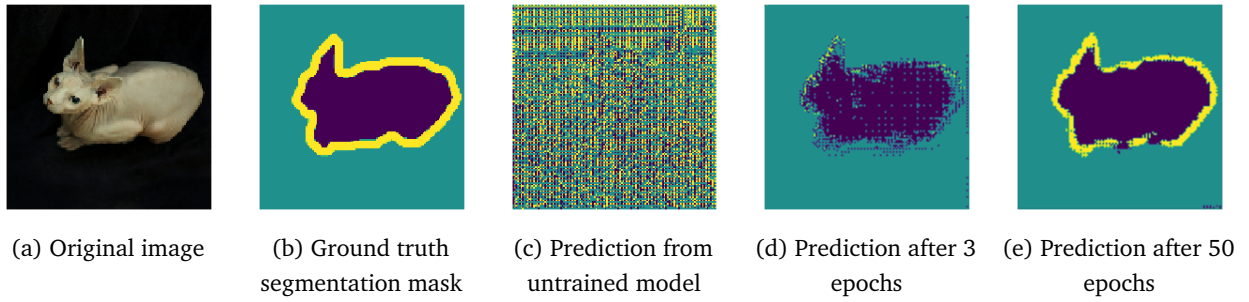 (a) Original image
(b) Ground truth
segmentation mask
(c) Prediction from
untrained model
(d) Prediction after 3
epochs
(e) Prediction after 50
epochs